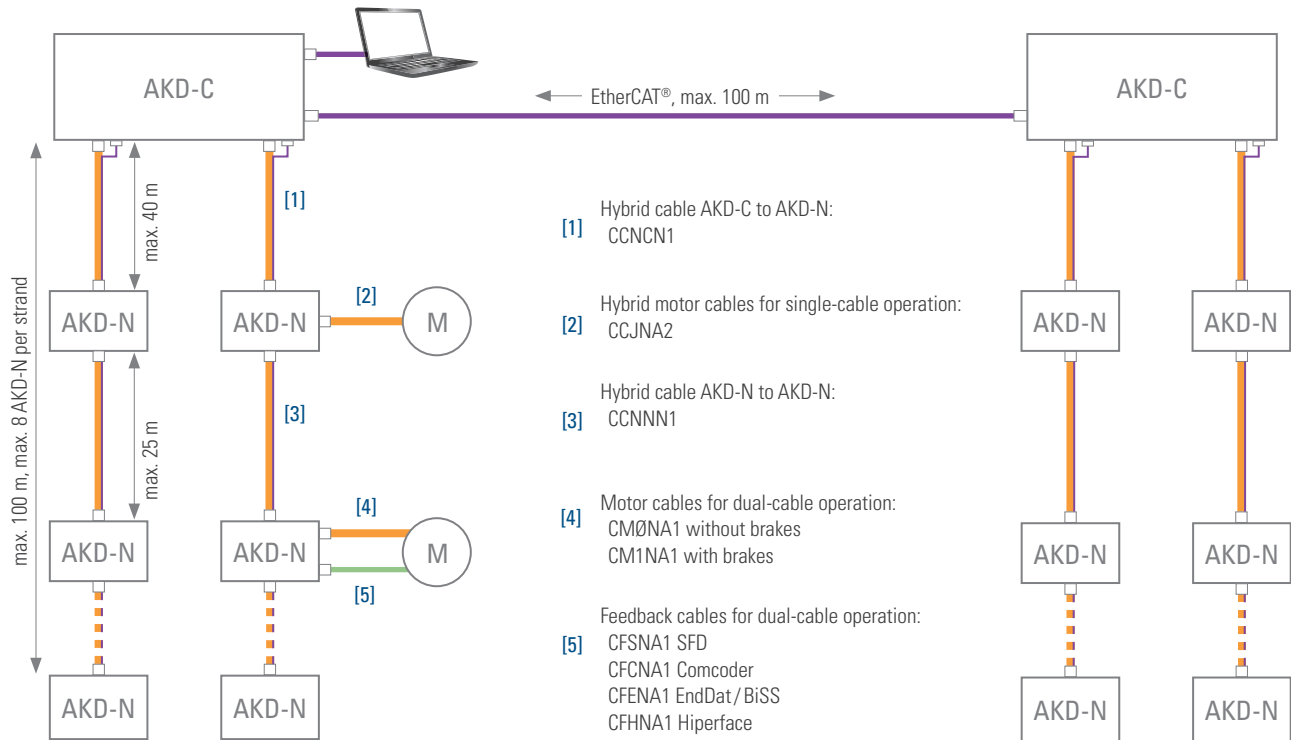 AKD-C
EtherCAT®, max. 100 m
AKD-C
max. 100 m, max. 8 AKD-N per strand
max. 40 m
[1]
AKD-N
AKD-N
[2]
M
max. 25 m
[3]
AKD-N
AKD-N
[4]
M
[5]
AKD-N
AKD-N
[1] Hybrid cable AKD-C to AKD-N:
CCNCN1
[2] Hybrid motor cables for single-cable operation:
CCJNA2
[3] Hybrid cable AKD-N to AKD-N:
CCNNN1
[4] Motor cables for dual-cable operation:
CMØNA1 without brakes
CM1NA1 with brakes
[5] Feedback cables for dual-cable operation:
CFSNA1 SFD
CFCNA1 Comcoder
CFENA1 EndDat / BiSS
CFHNA1 Hiperface
AKD-N
AKD-N
AKD-N
AKD-N
AKD-N
AKD-N